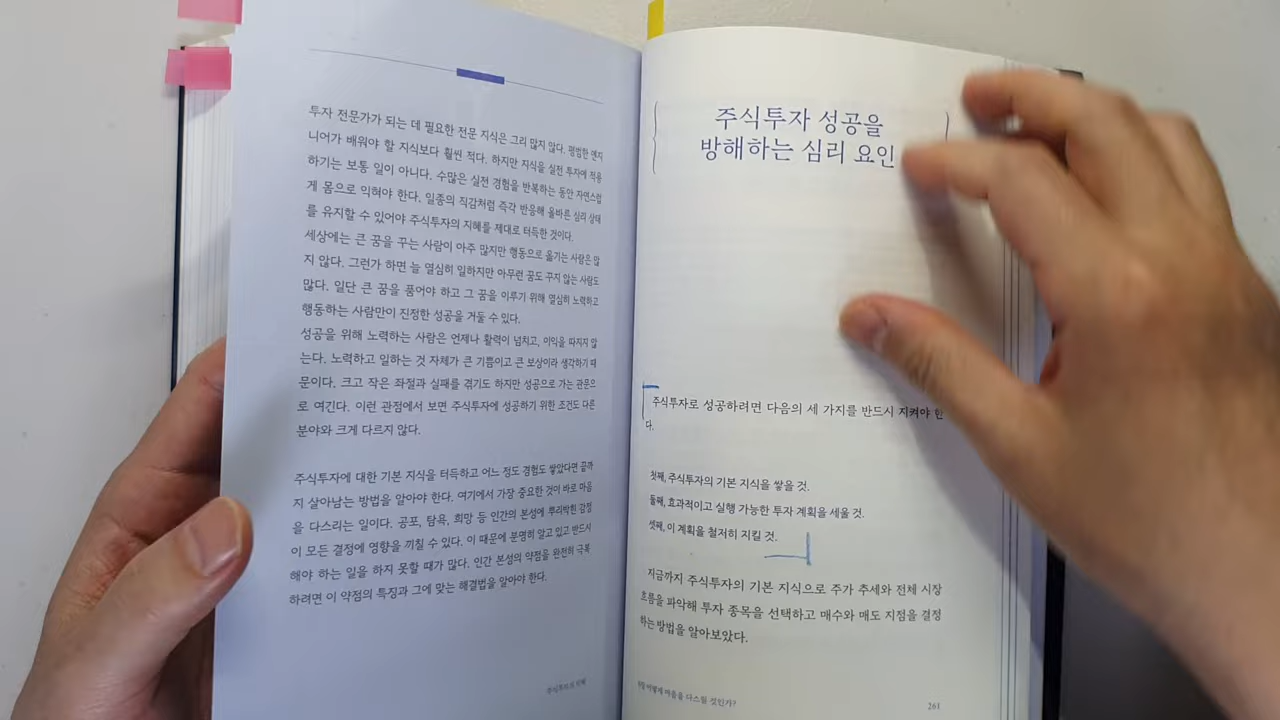 투자 전문가가 되는 데 필요한 전문 지식은 그리 많지 않다. 평범한 엔지
니어가 배워야 할 지식보다 훨씬 적다. 하지만 지식을 실전 투자에 적용
하기는 보통 일이 아니다. 수많은 실전 경험을 반복하는 동안 자연스럽
게 몸으로 익혀야 한다. 일종의 직감처럼 즉각 반응해 올바른 심리 상태
를 유지할 수 있어야 주식투자의 지혜를 제대로 터득한 것이다.
세상에는 큰 꿈을 꾸는 사람이 아주 많지만 행동으로 옮기는 사람은 많
지 않다. 그런가 하면 늘 열심히 일하지만 아무런 꿈도 꾸지 않는 사람도
많다. 일단 큰 꿈을 품어야 하고 그 꿈을 이루기 위해 열심히 노력하고
행동하는 사람만이 진정한 성공을 거둘 수 있다.
성공을 위해 노력하는 사람은 언제나 활력이 넘치고, 이익을 따지지 않
는다. 노력하고 일하는 것 자체가 큰 기쁨이고 큰 보상이라 생각하기 때
문이다. 크고 작은 좌절과 실패를 겪기도 하지만 성공으로 가는 관문으
로 여긴다. 이런 관점에서 보면 주식투자에 성공하기 위한 조건도 다른
분야와 크게 다르지 않다.
주식투자에 대한 기본 지식을 터득하고 어느 정도 경험도 쌓았다면 끝까
지 살아남는 방법을 알아야 한다. 여기에서 가장 중요한 것이 바로 마음
을 다스리는 일이다. 공포, 탐욕, 희망 등 인간의 본성에 뿌리박힌 감정
이 모든 결정에 영향을 끼칠 수 있다. 이 때문에 분명히 알고 있고 반드시
해야 하는 일을 하지 못할 때가 많다. 인간 본성의 약점을 완전히 극복
하려면 이 약점의 특징과 그에 맞는 해결법을 알아야 한다.
주식투자의 지혜
주식투자 성공을
방해하는 심리 요인
주식투자로 성공하려면 다음의 세 가지를 반드시 지켜야 한
다.
첫째, 주식투자의 기본 지식을 쌓을 것.
둘째, 효과적이고 실행 가능한 투자 계획을 세울 것.
셋째, 이 계획을 철저히 지킬 것.
지금까지 주식투자의 기본 지식으로 주가 추세와 전체 시장
흐름을 파악해 투자 종목을 선택하고 매수와 매도 지점을 결정
하는 방법을 알아보았다.
어떻게 마음을 다스릴 것인가?
261